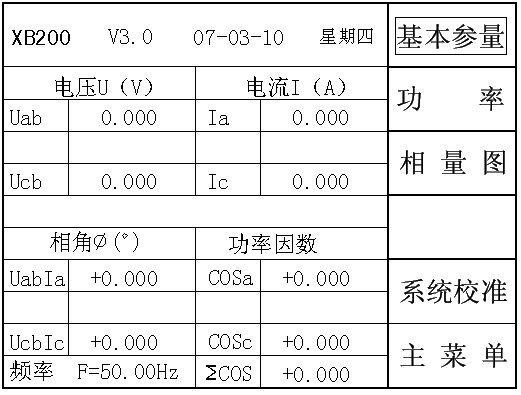 XB200 V3.0 07-03-10 星期四 基本参量
电压U（V） 电流I（A） 功 率
Uab 0.000 Ia 0.000
相 量 图
Ucb 0.000 Ic 0.000
相角Ø(°) 功率因数
UabIa +0.000 COSa +0.000 系统校准
UcbIc +0.000 COSc +0.000 主 菜 单
频率 F=50.00Hz ΣCOS +0.000